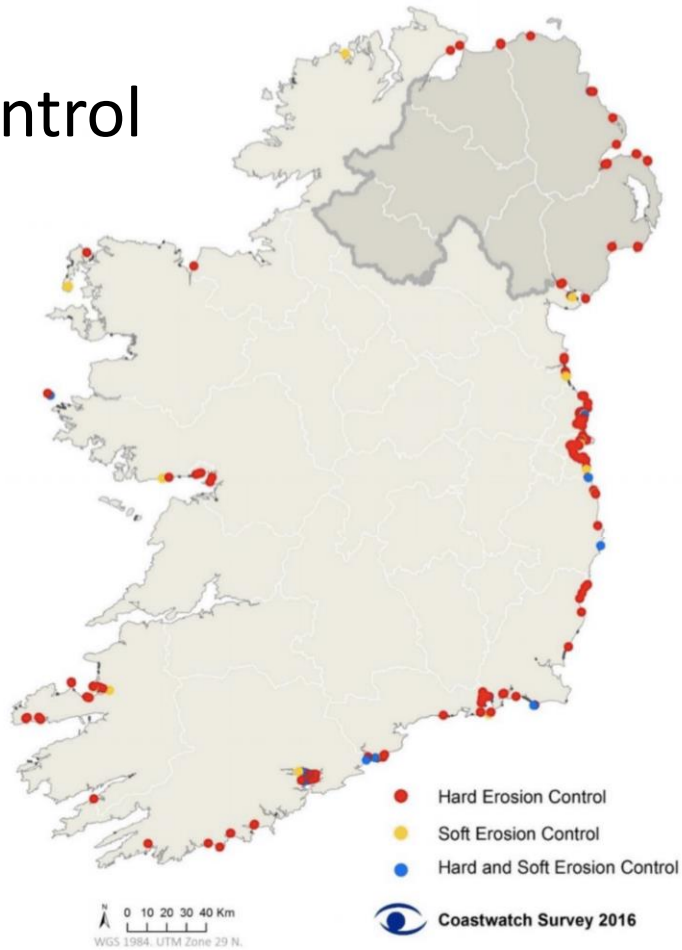 ntrol
Hard Erosion Control
Soft Erosion Control
Hard and Soft Erosion Control
N
0 10 20 30 40 Km
Coastwatch Survey 2016
WGS 1984. UTM Zone 29 N.